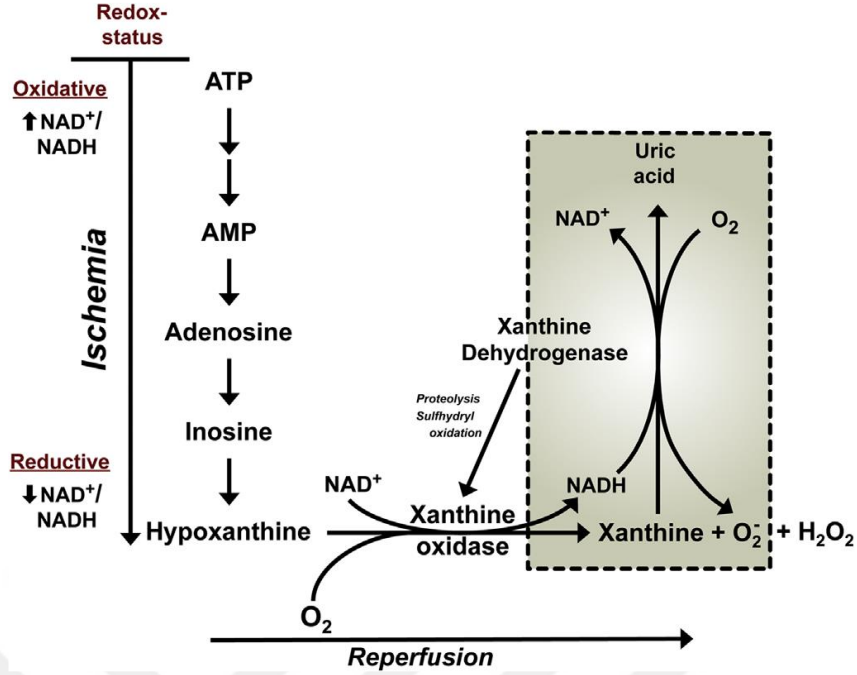 Redox-
status
Oxidative
⬆NAD⁺/
NADH
Ischemia
Reductive
⬇NAD⁺/
NADH
ATP
AMP
Adenosine
Inosine
Hypoxanthine
NAD⁺
O₂
Xanthine
oxidase
Proteolysis
Sulfhydryl
oxidation
Xanthine
Dehydrogenase
Uric
acid
NAD⁺
O₂
NADH
Xanthine + O₂⁻ + H₂O₂
Reperfusion